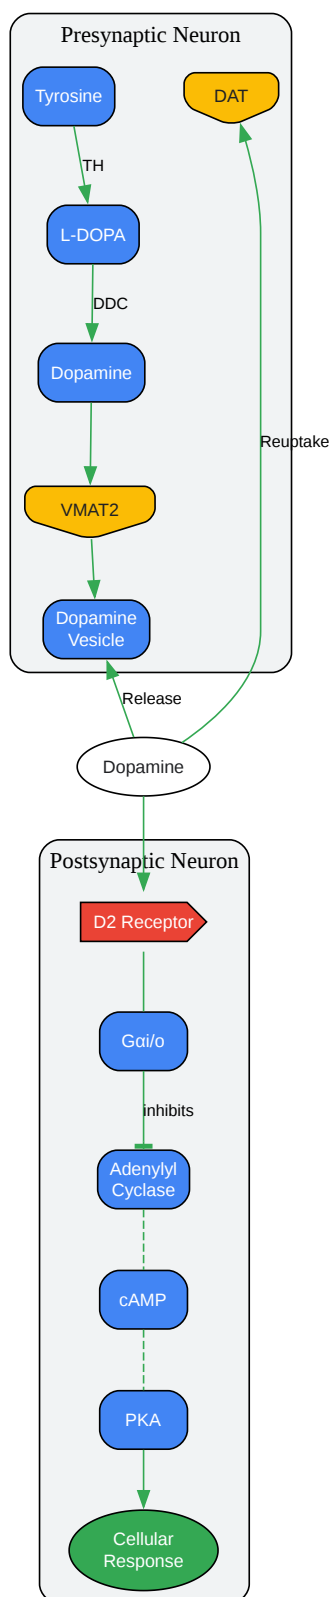 Presynaptic Neuron
Tyrosine
DAT
TH
L-DOPA
DDC
Dopamine
Reuptake
VMAT2
Dopamine
Vesicle
Release
Dopamine
Postsynaptic Neuron
D2 Receptor
Gαi/o
inhibits
Adenylyl
Cyclase
cAMP
PKA
Cellular
Response